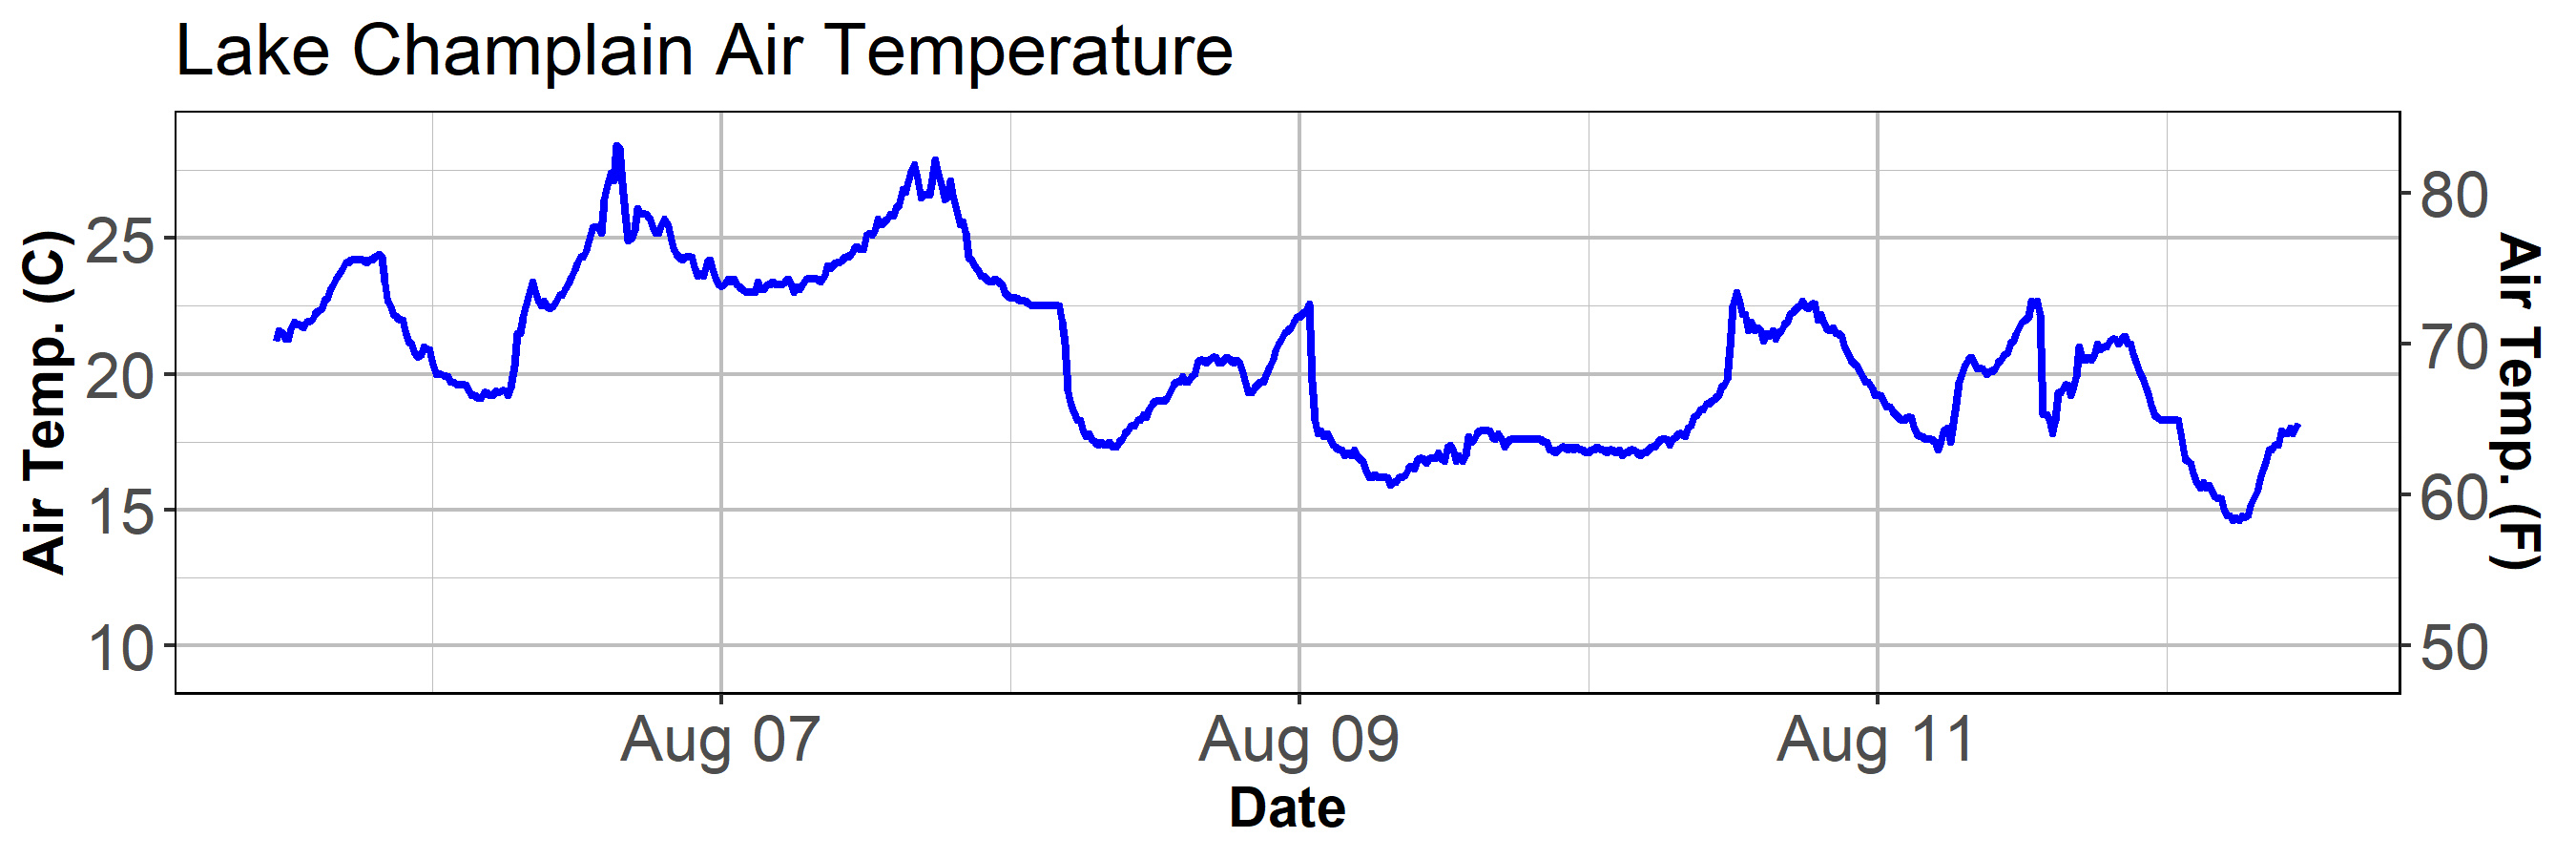 Lake Champlain Air Temperature
Air Temp. (C)
25
20
15
10
80
70
60
50
Air Temp. (F)
Aug 07 Aug 09 Aug 11
Date